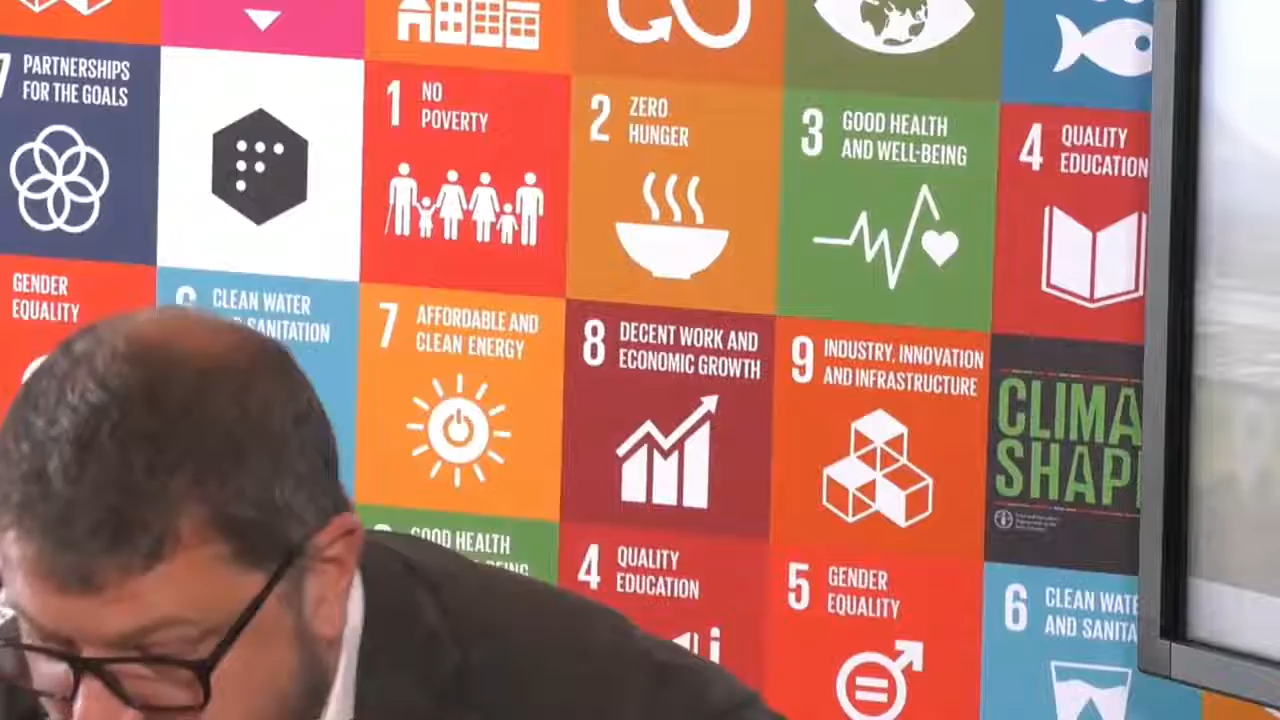 7 PARTNERSHIPS
FOR THE GOALS
1 NO
POVERTY
2 ZERO
HUNGER
3 GOOD HEALTH
AND WELL-BEING
4 QUALITY
EDUCATION
GENDER
EQUALITY
6 CLEAN WATER
SANITATION
7 AFFORDABLE AND
CLEAN ENERGY
8 DECENT WORK AND
ECONOMIC GROWTH
9 INDUSTRY, INNOVATION
AND INFRASTRUCTURE
CLIMA
SHAP
GOOD HEALTH
BEING
4 QUALITY
EDUCATION
5 GENDER
EQUALITY
6 CLEAN WATE
AND SANITA